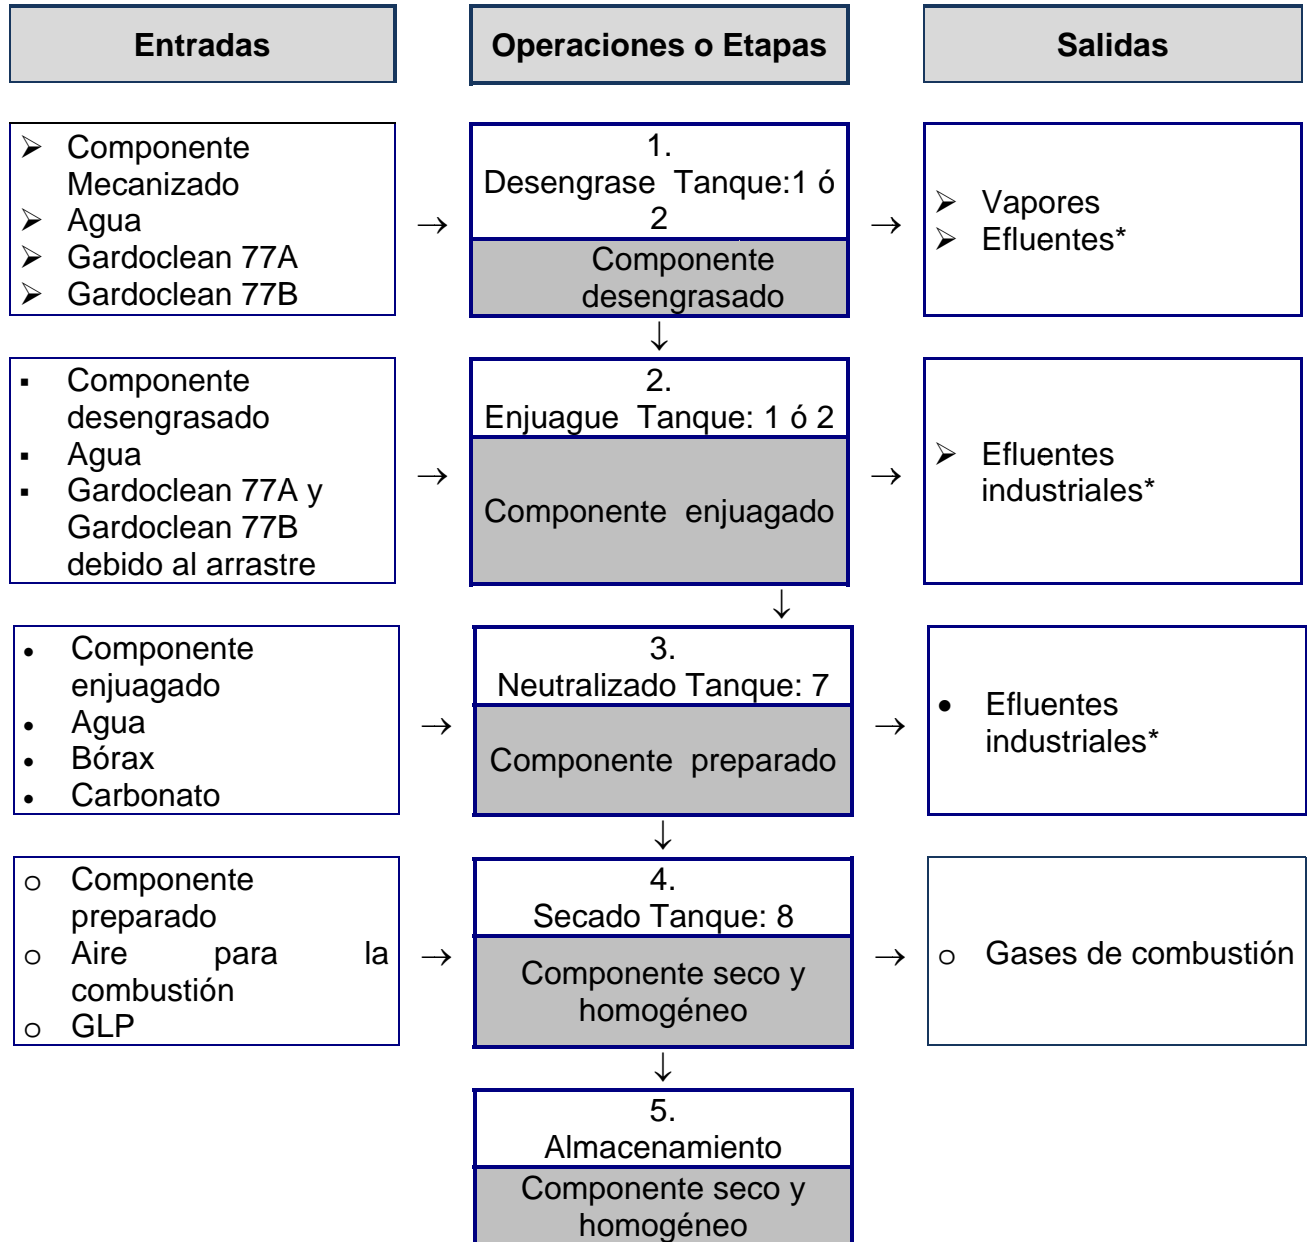 Entradas
Operaciones o Etapas
Salidas
➢ Componente
Mecanizado
➢ Agua
➢ Gardoclean 77A
➢ Gardoclean 77B
→
1.
Desengrase Tanque:1 ó
2
Componente
desengrasado
→
➢ Vapores
➢ Efluentes*
↓
▪ Componente
desengrasado
▪ Agua
▪ Gardoclean 77A y
Gardoclean 77B
debido al arrastre
→
2.
Enjuague Tanque: 1 ó 2
Componente enjuagado
→
➢ Efluentes
industriales*
↓
• Componente
enjuagado
• Agua
• Bórax
• Carbonato
→
3.
Neutralizado Tanque: 7
Componente preparado
→
• Efluentes
industriales*
↓
o Componente
preparado
o Aire para la
combustión
o GLP
→
4.
Secado Tanque: 8
Componente seco y
homogéneo
→
o Gases de combustión
↓
5.
Almacenamiento
Componente seco y
homogéneo